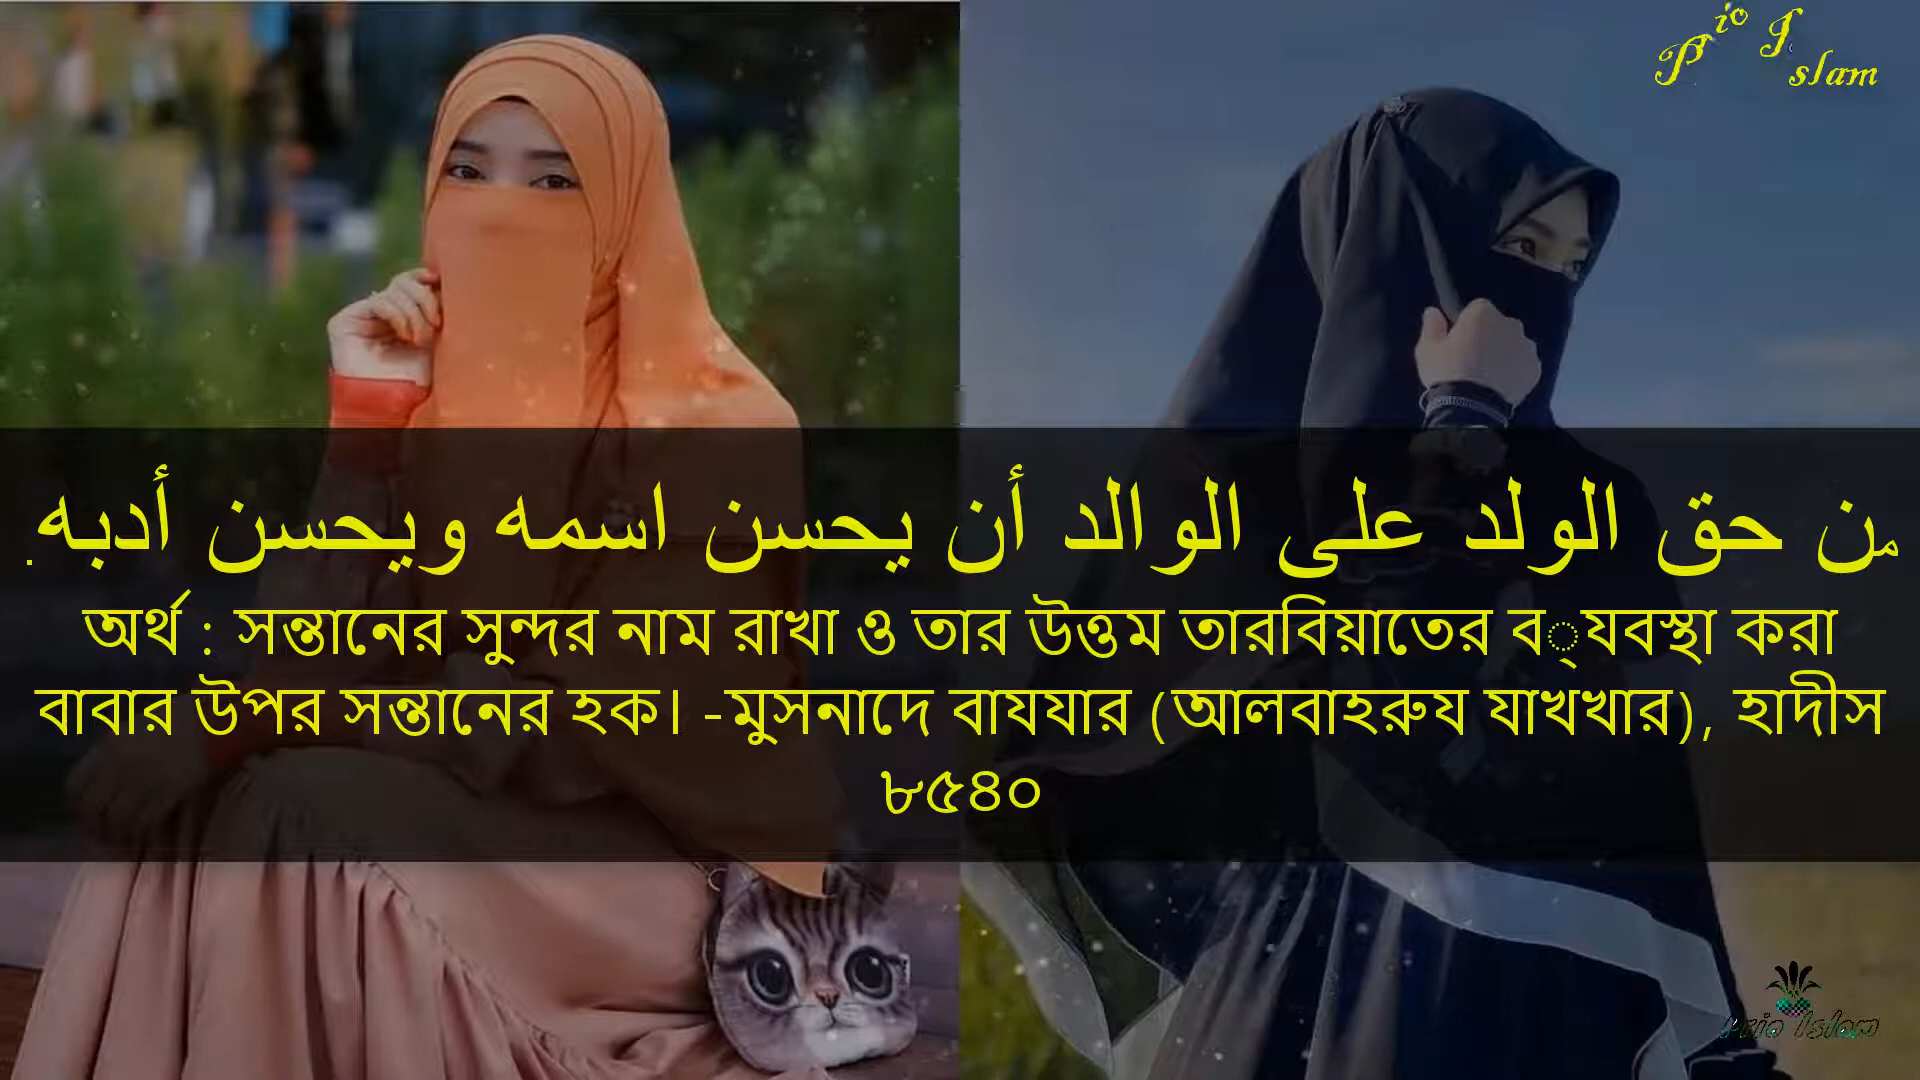 Prio Islam
من حق الولد على الوالد أن يحسن اسمه ويحسن أدبه.
অর্থ : সন্তানের সুন্দর নাম রাখা ও তার উত্তম তারবিয়াতের ব্যবস্থা করা
বাবার উপর সন্তানের হক। -মুসনাদে বাযযার (আলবাহরুয যাখখার), হাদীস
৮৫৪০
Prio Islam